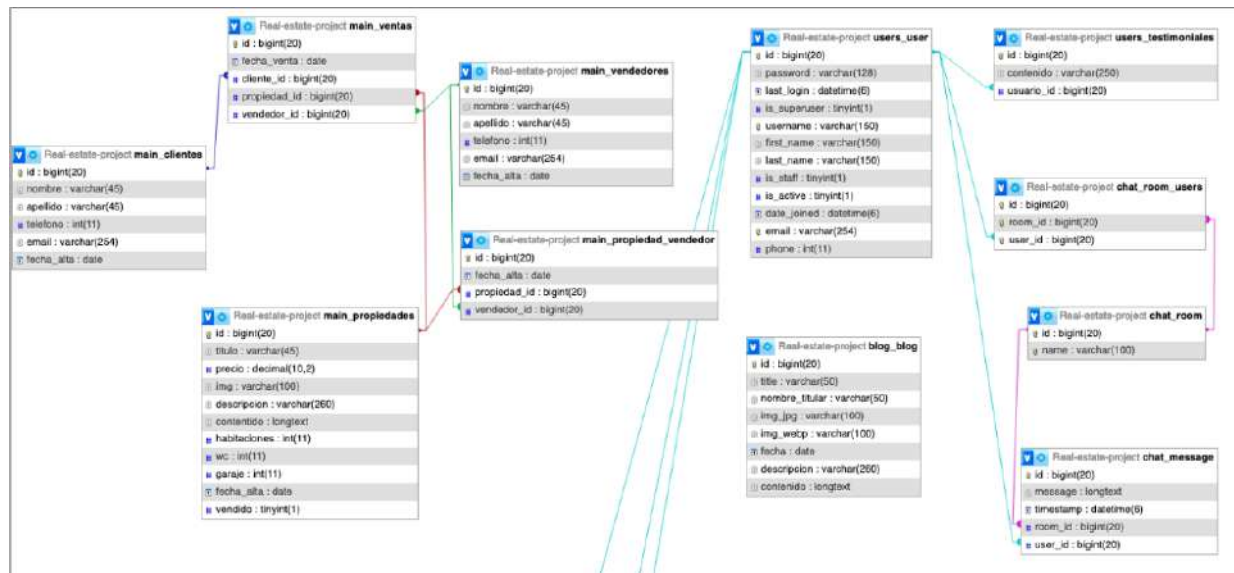 Real-estate-project main_ventas
id : bigint(20)
fecha_venta : date
cliente_id : bigint(20)
propiedad_id : bigint(20)
vendedor_id : bigint(20)
Real-estate-project main_vendedores
id : bigint(20)
nombre : varchar(45)
apellido : varchar(45)
telefono : int(11)
email : varchar(254)
fecha_alta : date
Real-estate-project main_clientes
id : bigint(20)
nombre : varchar(45)
apellido : varchar(45)
telefono : int(11)
email : varchar(254)
fecha_alta : date
Real-estate-project main_propiedad_vendedor
id : bigint(20)
fecha_alta : date
propiedad_id : bigint(20)
vendedor_id : bigint(20)
Real-estate-project main_propiedades
id : bigint(20)
titulo : varchar(45)
precio : decimal(10,2)
img : varchar(100)
descripcion : varchar(260)
contentido : longtext
habitaciones : int(11)
wc : int(11)
garaje : int(11)
fecha_alta : date
vendido : tinyint(1)
Real-estate-project users_user
id : bigint(20)
password : varchar(128)
last_login : datetime(6)
is_superuser : tinyint(1)
username : varchar(150)
first_name : varchar(150)
last_name : varchar(150)
is_staff : tinyint(1)
is_active : tinyint(1)
date_joined : datetime(6)
email : varchar(254)
phone : int(11)
Real-estate-project users_testimoniales
id : bigint(20)
contenido : varchar(250)
usuario_id : bigint(20)
Real-estate-project chat_room_users
id : bigint(20)
room_id : bigint(20)
user_id : bigint(20)
Real-estate-project chat_room
id : bigint(20)
name : varchar(100)
Real-estate-project blog_blog
id : bigint(20)
title : varchar(50)
nombre_titular : varchar(50)
img_jpg : varchar(100)
img_webp : varchar(100)
fecha : date
descripcion : varchar(260)
contenido : longtext
Real-estate-project chat_message
id : bigint(20)
message : longtext
timestamp : datetime(6)
room_id : bigint(20)
user_id : bigint(20)